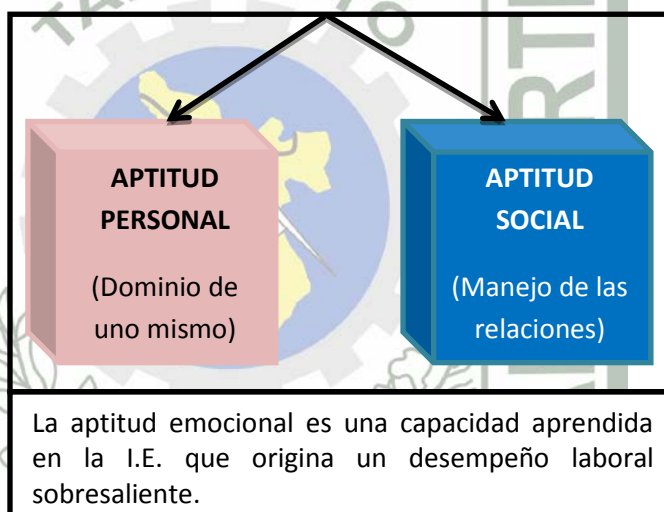 APTITUD
PERSONAL
(Dominio de
uno mismo)
APTITUD
SOCIAL
(Manejo de las
relaciones)
La aptitud emocional es una capacidad aprendida
en la I.E. que origina un desempeño laboral
sobresaliente.